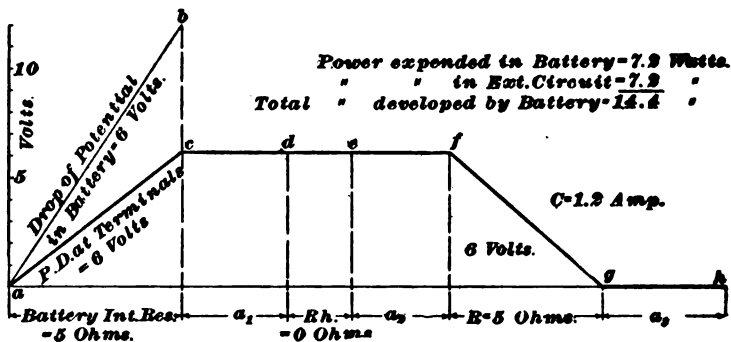 b
10
5
Volts.
Drop of Potential
in Battery=6 Volts.
P.D. at Terminals
=6 Volts
Power expended in Battery=7.2 Watts.
" " in Ext. Circuit=7.2 "
Total " developed by Battery=14.4 "
c d e f
C=1.2 Amp.
6 Volts.
a g h
Battery Int. Res. a1 Rh. a2 R=5 Ohms. a3
=5 Ohms. =0 Ohms